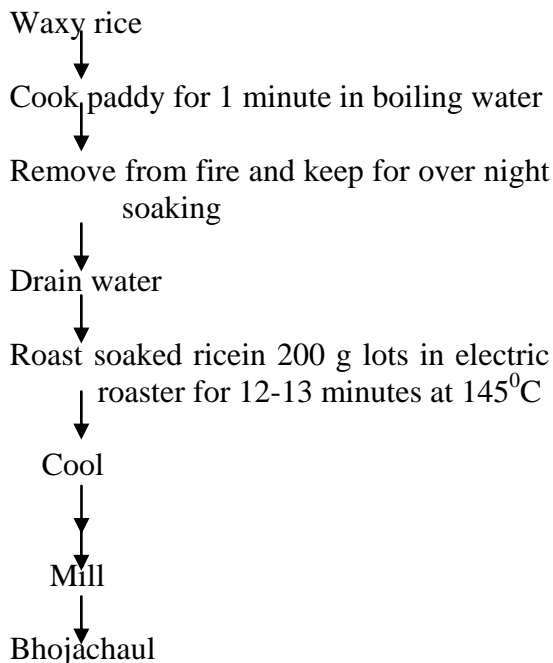 Waxy rice
Cook paddy for 1 minute in boiling water
Remove from fire and keep for over night
soaking
Drain water
Roast soaked ricein 200 g lots in electric
roaster for 12-13 minutes at 145⁰C
Cool
Mill
Bhojachaul